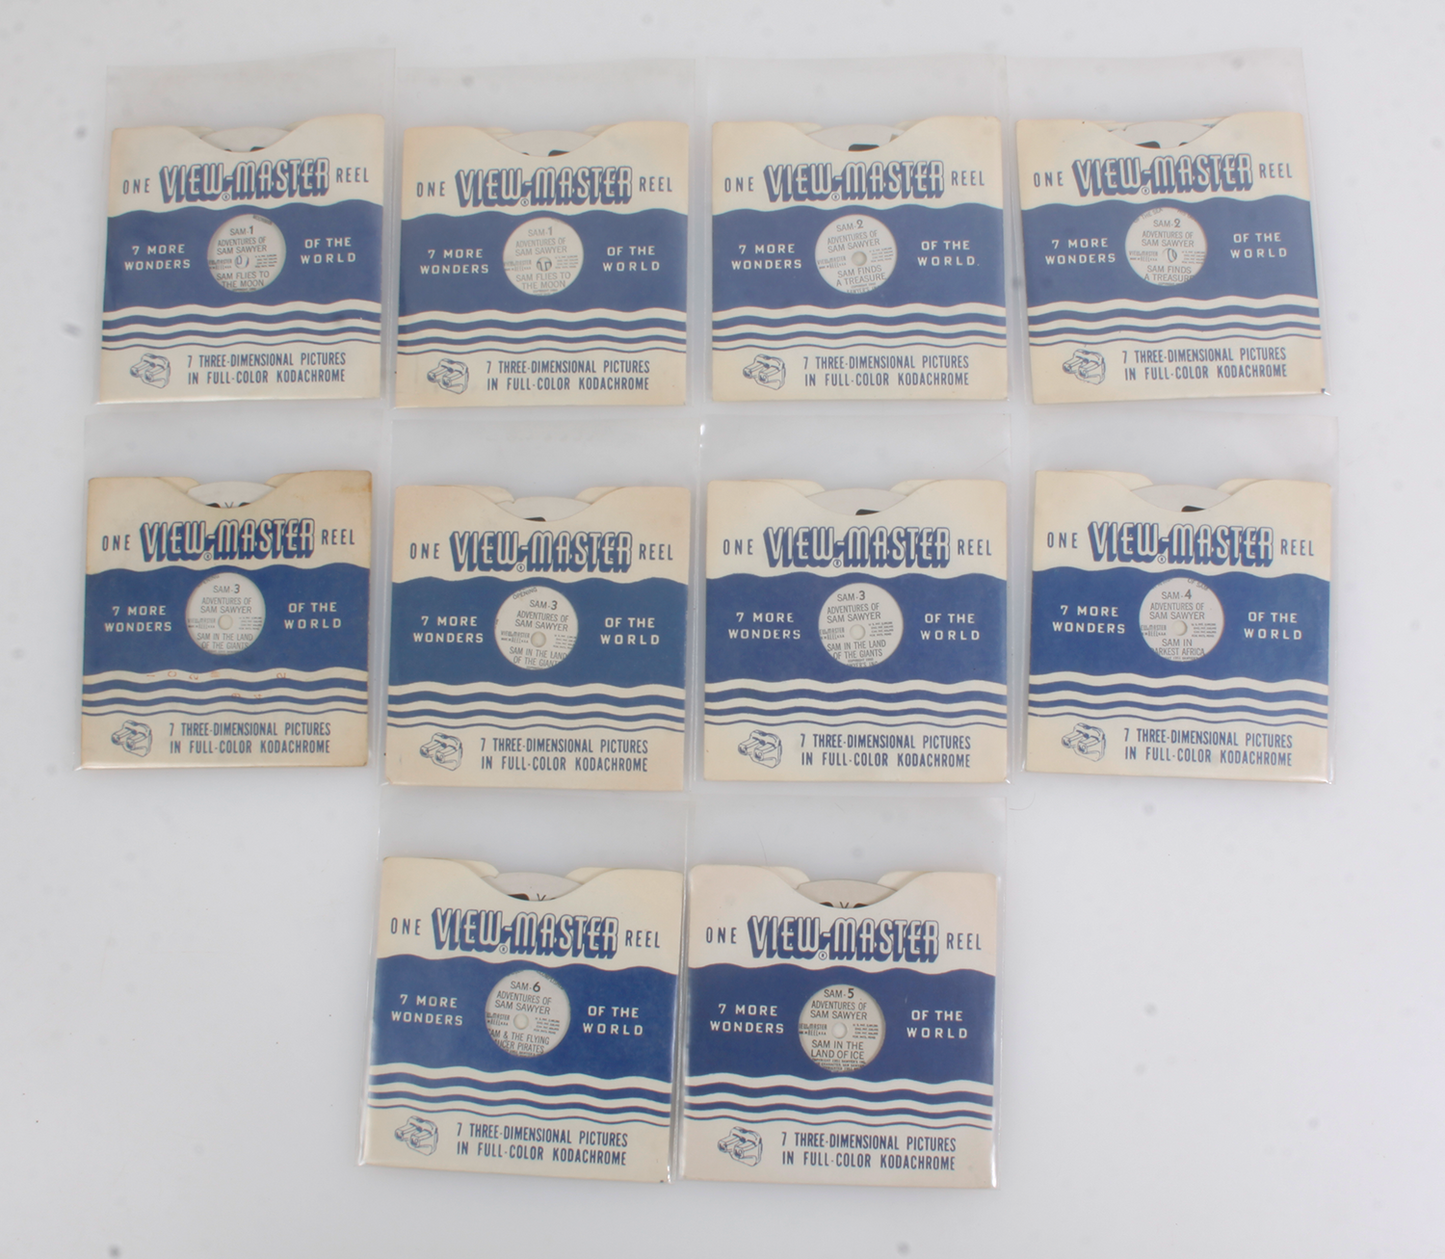 ONE VIEW-MASTER REEL
7 MORE WONDERS
SAM-1
ADVENTURES OF
SAM SAWYER
SAM FLIES TO
THE MOON
OF THE WORLD
7 THREE-DIMENSIONAL PICTURES
IN FULL-COLOR KODACHROME
ONE VIEW-MASTER REEL
7 MORE WONDERS
SAM-1
ADVENTURES OF
SAM SAWYER
SAM FLIES TO
THE MOON
OF THE WORLD
7 THREE-DIMENSIONAL PICTURES
IN FULL-COLOR KODACHROME
ONE VIEW-MASTER REEL
7 MORE WONDERS
SAM-2
ADVENTURES OF
SAM SAWYER
SAM FINDS
A TREASURE
OF THE WORLD.
7 THREE-DIMENSIONAL PICTURES
IN FULL-COLOR KODACHROME
ONE VIEW-MASTER REEL
7 MORE WONDERS
SAM-2
ADVENTURES OF
SAM SAWYER
SAM FINDS
A TREASURE
OF THE WORLD
7 THREE-DIMENSIONAL PICTURES
IN FULL-COLOR KODACHROME
ONE VIEW-MASTER REEL
7 MORE WONDERS
SAM-3
ADVENTURES OF
SAM SAWYER
SAM IN THE LAND
OF THE GIANTS
OF THE WORLD
7 THREE-DIMENSIONAL PICTURES
IN FULL-COLOR KODACHROME
ONE VIEW-MASTER REEL
7 MORE WONDERS
OPENING
SAM-3
ADVENTURES OF
SAM SAWYER
SAM IN THE LAND
OF THE GIANTS
OF THE WORLD
7 THREE-DIMENSIONAL PICTURES
IN FULL-COLOR KODACHROME
ONE VIEW-MASTER REEL
7 MORE WONDERS
SAM-3
ADVENTURES OF
SAM SAWYER
SAM IN THE LAND
OF THE GIANTS
OF THE WORLD
7 THREE-DIMENSIONAL PICTURES
IN FULL-COLOR KODACHROME
ONE VIEW-MASTER REEL
7 MORE WONDERS
SAM-4
ADVENTURES OF
SAM SAWYER
SAM IN
ARKEST AFRICA
OF THE WORLD
7 THREE-DIMENSIONAL PICTURES
IN FULL-COLOR KODACHROME
ONE VIEW-MASTER REEL
7 MORE WONDERS
SAM-6
ADVENTURES OF
SAM SAWYER
AM & THE FLYING
UCER PIRATES
OF THE WORLD
7 THREE-DIMENSIONAL PICTURES
IN FULL-COLOR KODACHROME
ONE VIEW-MASTER REEL
7 MORE WONDERS
SAM-5
ADVENTURES OF
SAM SAWYER
SAM IN THE
LAND OF ICE
OF THE WORLD
7 THREE-DIMENSIONAL PICTURES
IN FULL-COLOR KODACHROME